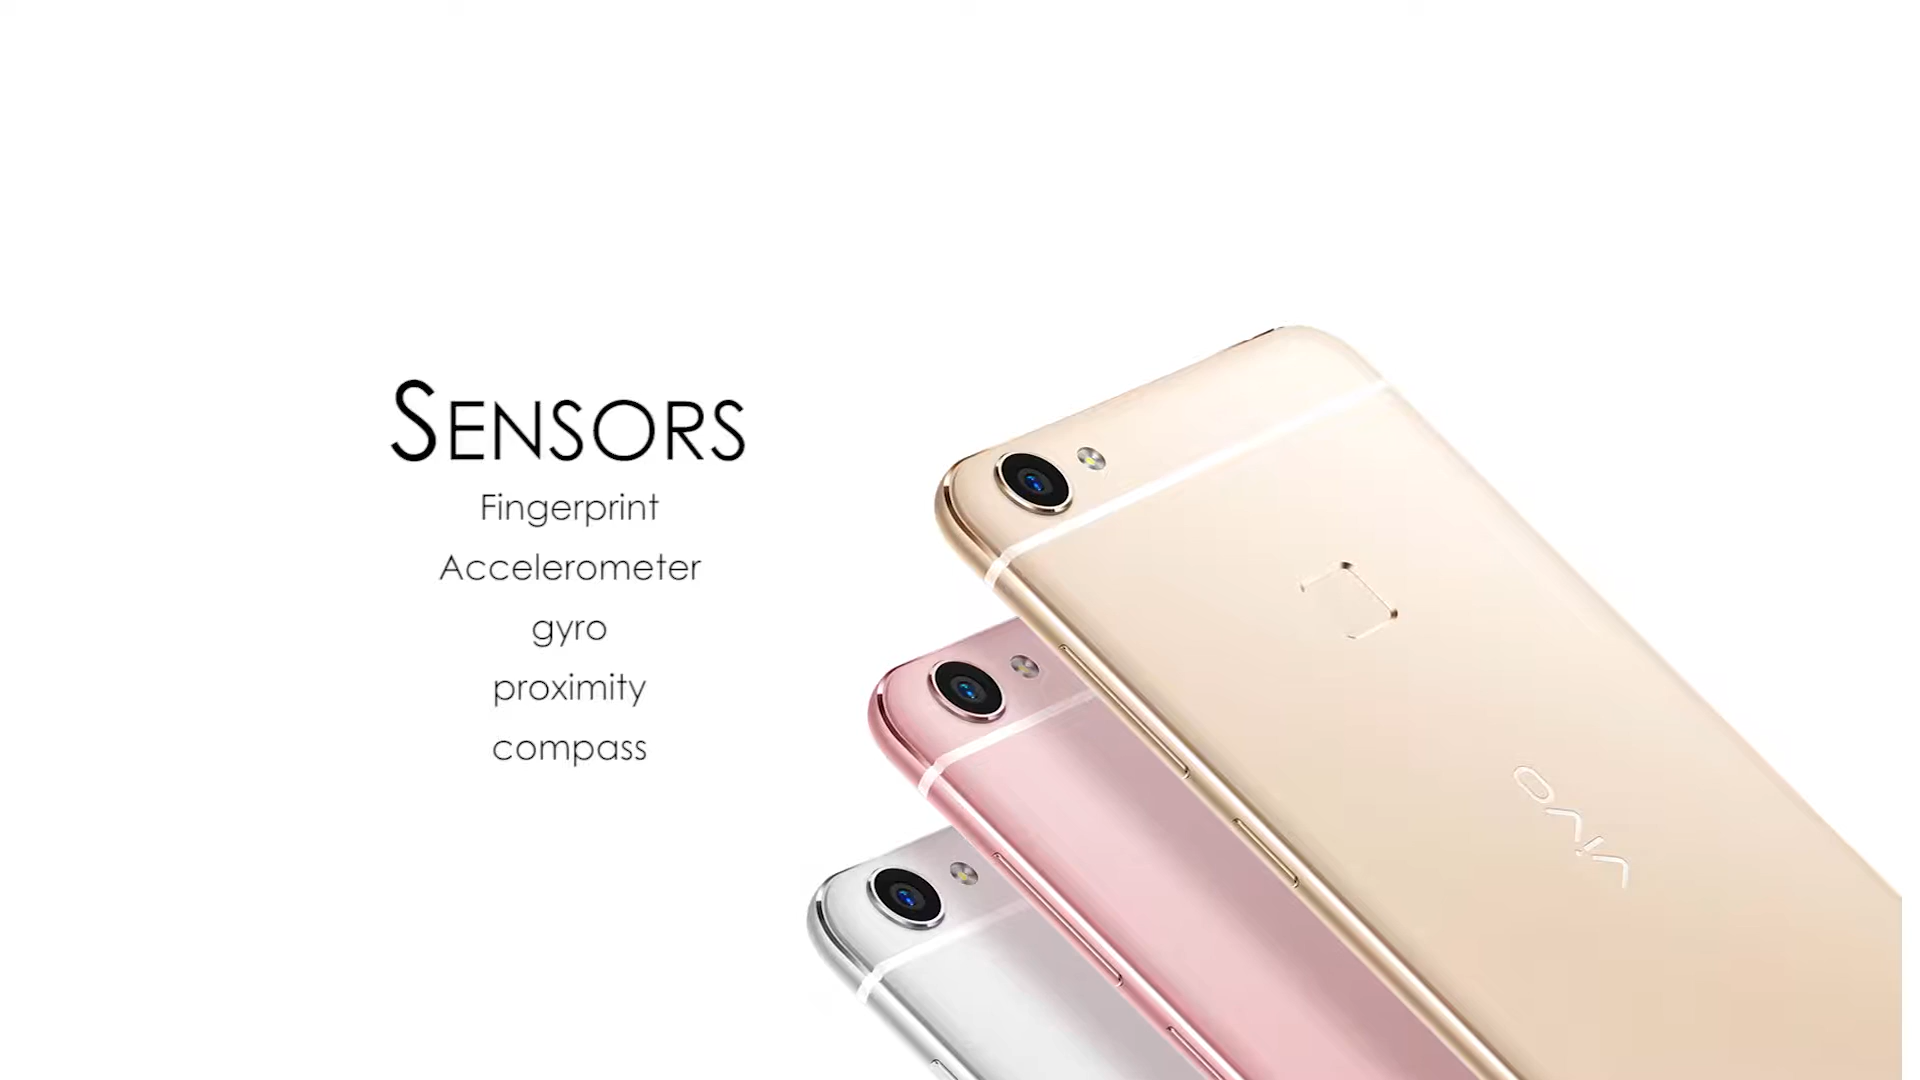 SENSORS
Fingerprint
Accelerometer
gyro
proximity
compass
vivo